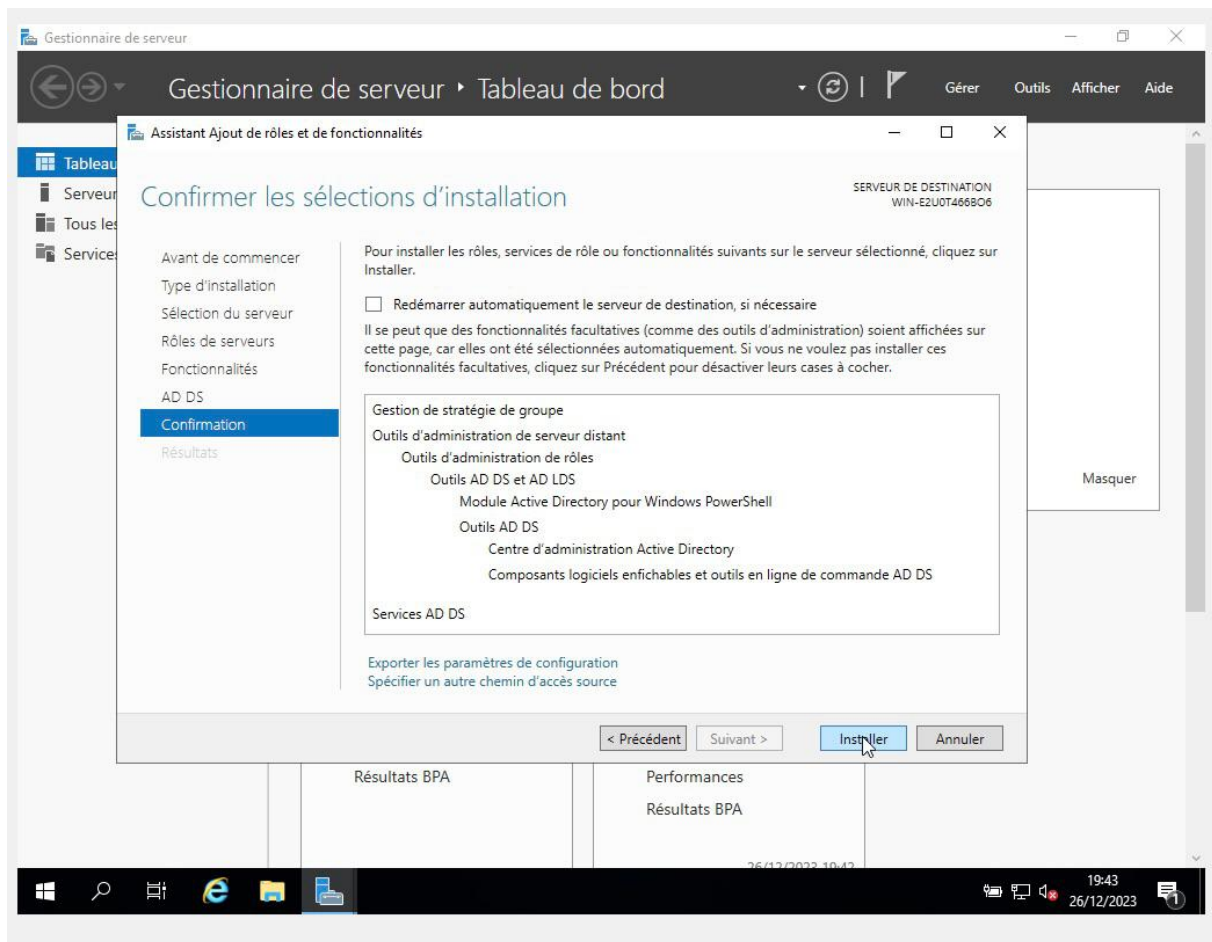 Gestionnaire de serveur
Gestionnaire de serveur ‣ Tableau de bord
Gérer Outils Afficher Aide
Assistant Ajout de rôles et de fonctionnalités
Tableau
Serveur
Tous les
Services
Confirmer les sélections d'installation
SERVEUR DE DESTINATION
WIN-E2U0T466BO6
Avant de commencer
Type d'installation
Sélection du serveur
Rôles de serveurs
Fonctionnalités
AD DS
Confirmation
Résultats
Pour installer les rôles, services de rôle ou fonctionnalités suivants sur le serveur sélectionné, cliquez sur
Installer.
Redémarrer automatiquement le serveur de destination, si nécessaire
Il se peut que des fonctionnalités facultatives (comme des outils d'administration) soient affichées sur
cette page, car elles ont été sélectionnées automatiquement. Si vous ne voulez pas installer ces
fonctionnalités facultatives, cliquez sur Précédent pour désactiver leurs cases à cocher.
Gestion de stratégie de groupe
Outils d'administration de serveur distant
Outils d'administration de rôles
Outils AD DS et AD LDS
Module Active Directory pour Windows PowerShell
Outils AD DS
Centre d'administration Active Directory
Composants logiciels enfichables et outils en ligne de commande AD DS
Services AD DS
Exporter les paramètres de configuration
Spécifier un autre chemin d'accès source
Masquer
< Précédent Suivant > Installer Annuler
Résultats BPA
Performances
Résultats BPA
26/12/2023 19:42
19:43
26/12/2023
1